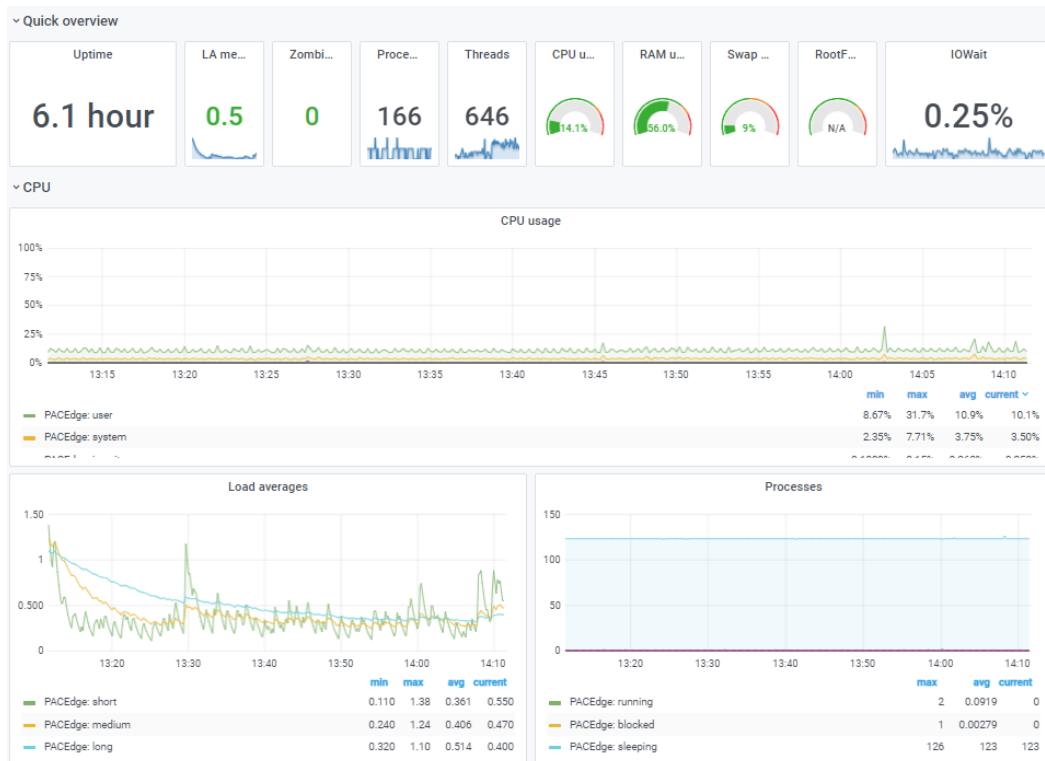 Quick overview
Uptime LA me... Zombi... Proce... Threads CPU u... RAM u... Swap ... RootF... IOWait
6.1 hour 0.5 0 166 646 14.1% 56.0% 9% N/A 0.25%
CPU
CPU usage
100%
75%
50%
25%
0%
13:15 13:20 13:25 13:30 13:35 13:40 13:45 13:50 13:55 14:00 14:05 14:10
min max avg current
PACEdge: user 8.67% 31.7% 10.9% 10.1%
PACEdge: system 2.35% 7.71% 3.75% 3.50%
Load averages
1.50
1
0.500
0
13:20 13:30 13:40 13:50 14:00 14:10
min max avg current
PACEdge: short 0.110 1.38 0.361 0.550
PACEdge: medium 0.240 1.24 0.406 0.470
PACEdge: long 0.320 1.10 0.514 0.400
Processes
150
100
50
0
13:20 13:30 13:40 13:50 14:00 14:10
max avg current
PACEdge: running 2 0.0919 0
PACEdge: blocked 1 0.00279 0
PACEdge: sleeping 126 123 123